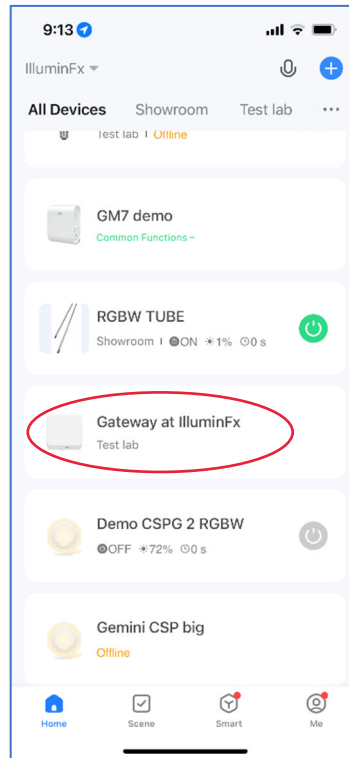 9:13
IlluminFx
All Devices Showroom Test lab ...
Test lab | Offline
GM7 demo
Common Functions
RGBW TUBE
Showroom | ON 1% 0 s
Gateway at IlluminFx
Test lab
Demo CSPG 2 RGBW
OFF 72% 0 s
Gemini CSP big
Offline
Home Scene Smart Me